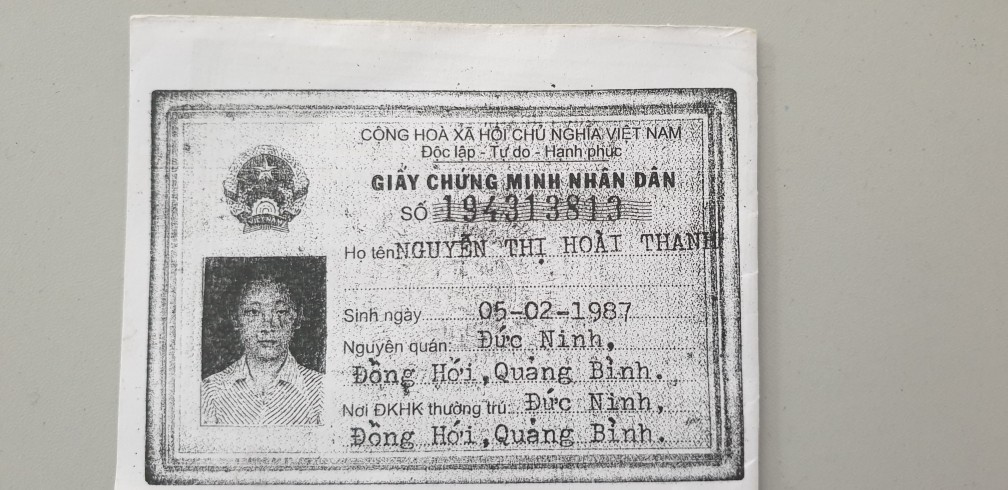 CỘNG HOÀ XÃ HỘI CHỦ NGHĨA VIỆT NAM
Độc lập - Tự do - Hạnh phúc
GIẤY CHỨNG MINH NHÂN DÂN
SỐ 194313813
VIỆT NAM
Họ tên NGUYỄN THỊ HOÀI THANH
Sinh ngày 05-02-1987
Nguyên quán: Đức Ninh,
Đồng Hới, Quảng Bình.
Nơi ĐKHK thường trú: Đức Ninh,
Đồng Hới, Quảng Bình.